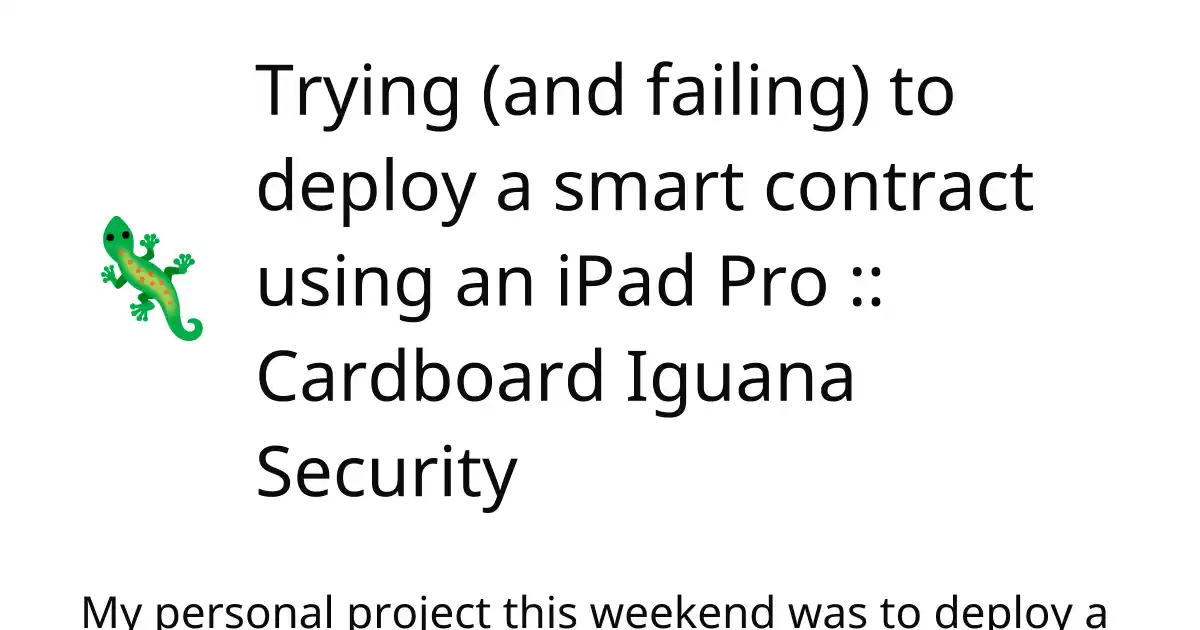 Trying (and failing) to
deploy a smart contract
using an iPad Pro ::
Cardboard Iguana
Security
My personal project this weekend was to deploy a